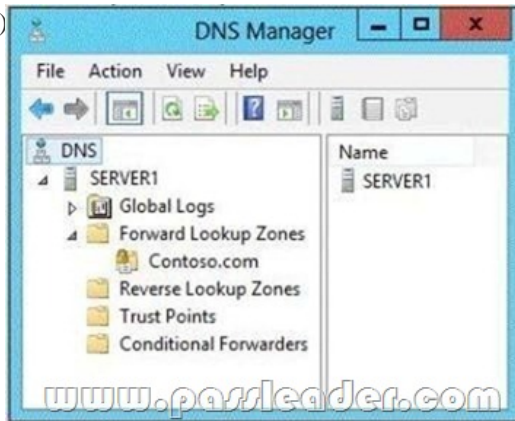 DNS Manager
File Action View Help
DNS
SERVER1
Global Logs
Forward Lookup Zones
Contoso.com
Reverse Lookup Zones
Trust Points
Conditional Forwarders
Name
SERVER1
www.passleader.com